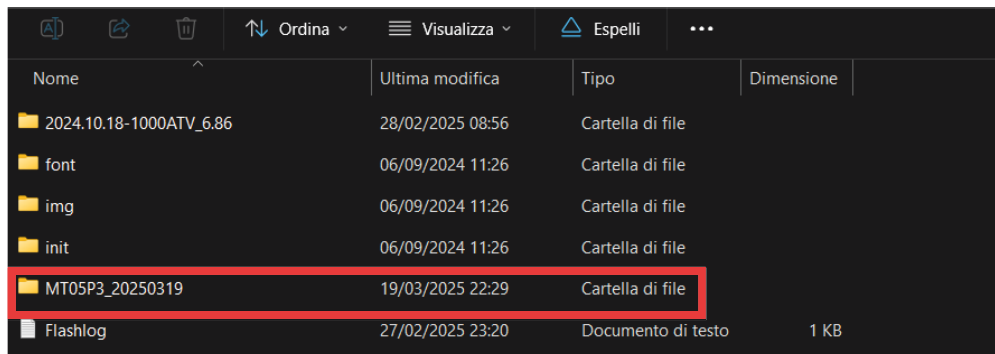 Ordina Visualizza Espelli
Nome Ultima modifica Tipo Dimensione
2024.10.18-1000ATV_6.86 28/02/2025 08:56 Cartella di file
font 06/09/2024 11:26 Cartella di file
img 06/09/2024 11:26 Cartella di file
init 06/09/2024 11:26 Cartella di file
MT05P3_20250319 19/03/2025 22:29 Cartella di file
Flashlog 27/02/2025 23:20 Documento di testo 1 KB